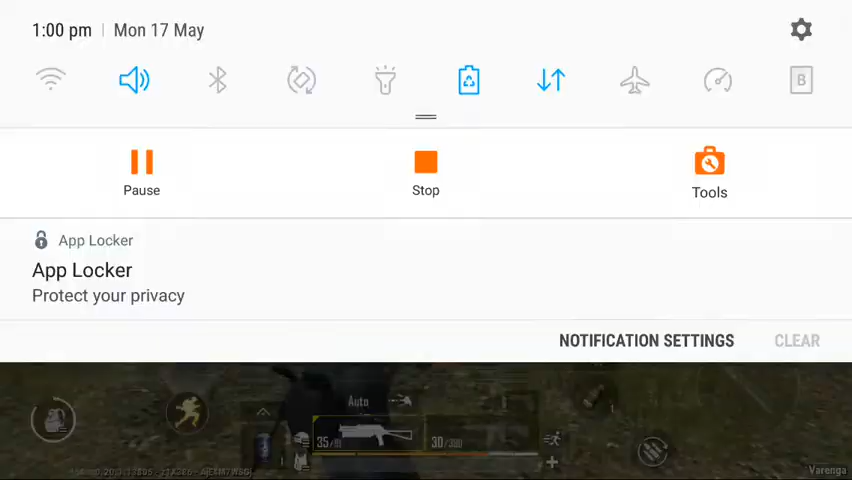 1:00 pm | Mon 17 May
B
Pause
Stop
Tools
App Locker
App Locker
Protect your privacy
NOTIFICATION SETTINGS
CLEAR
Auto
Varenga